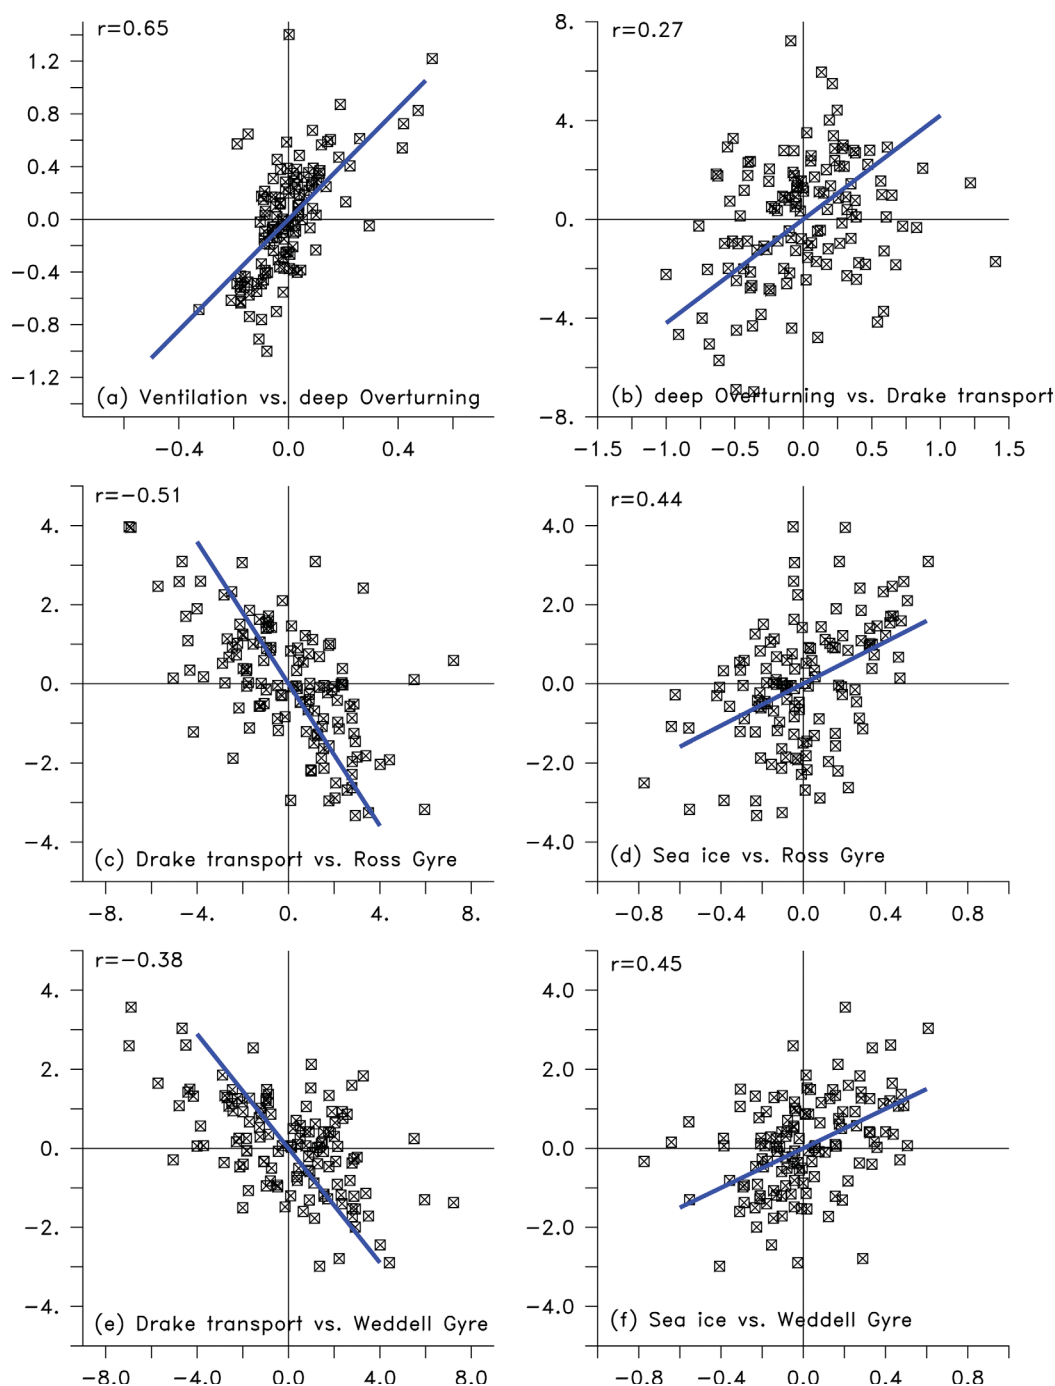 r=0.65
1.2
0.8
0.4
0.0
−0.4
−0.8
−1.2
(a) Ventilation vs. deep Overturning
−0.4 0.0 0.4
r=0.27
8.
4.
0.
−4.
−8.
(b) deep Overturning vs. Drake transport
−1.5 −1.0 −0.5 0.0 0.5 1.0 1.5
r=−0.51
4.
2.
0.
−2.
−4.
(c) Drake transport vs. Ross Gyre
−8. −4. 0. 4. 8.
r=0.44
4.0
2.0
0.0
−2.0
−4.0
(d) Sea ice vs. Ross Gyre
−0.8 −0.4 0.0 0.4 0.8
r=−0.38
4.
2.
0.
−2.
−4.
(e) Drake transport vs. Weddell Gyre
−8.0 −4.0 0.0 4.0 8.0
r=0.45
4.0
2.0
0.0
−2.0
−4.0
(f) Sea ice vs. Weddell Gyre
−0.8 −0.4 0.0 0.4 0.8